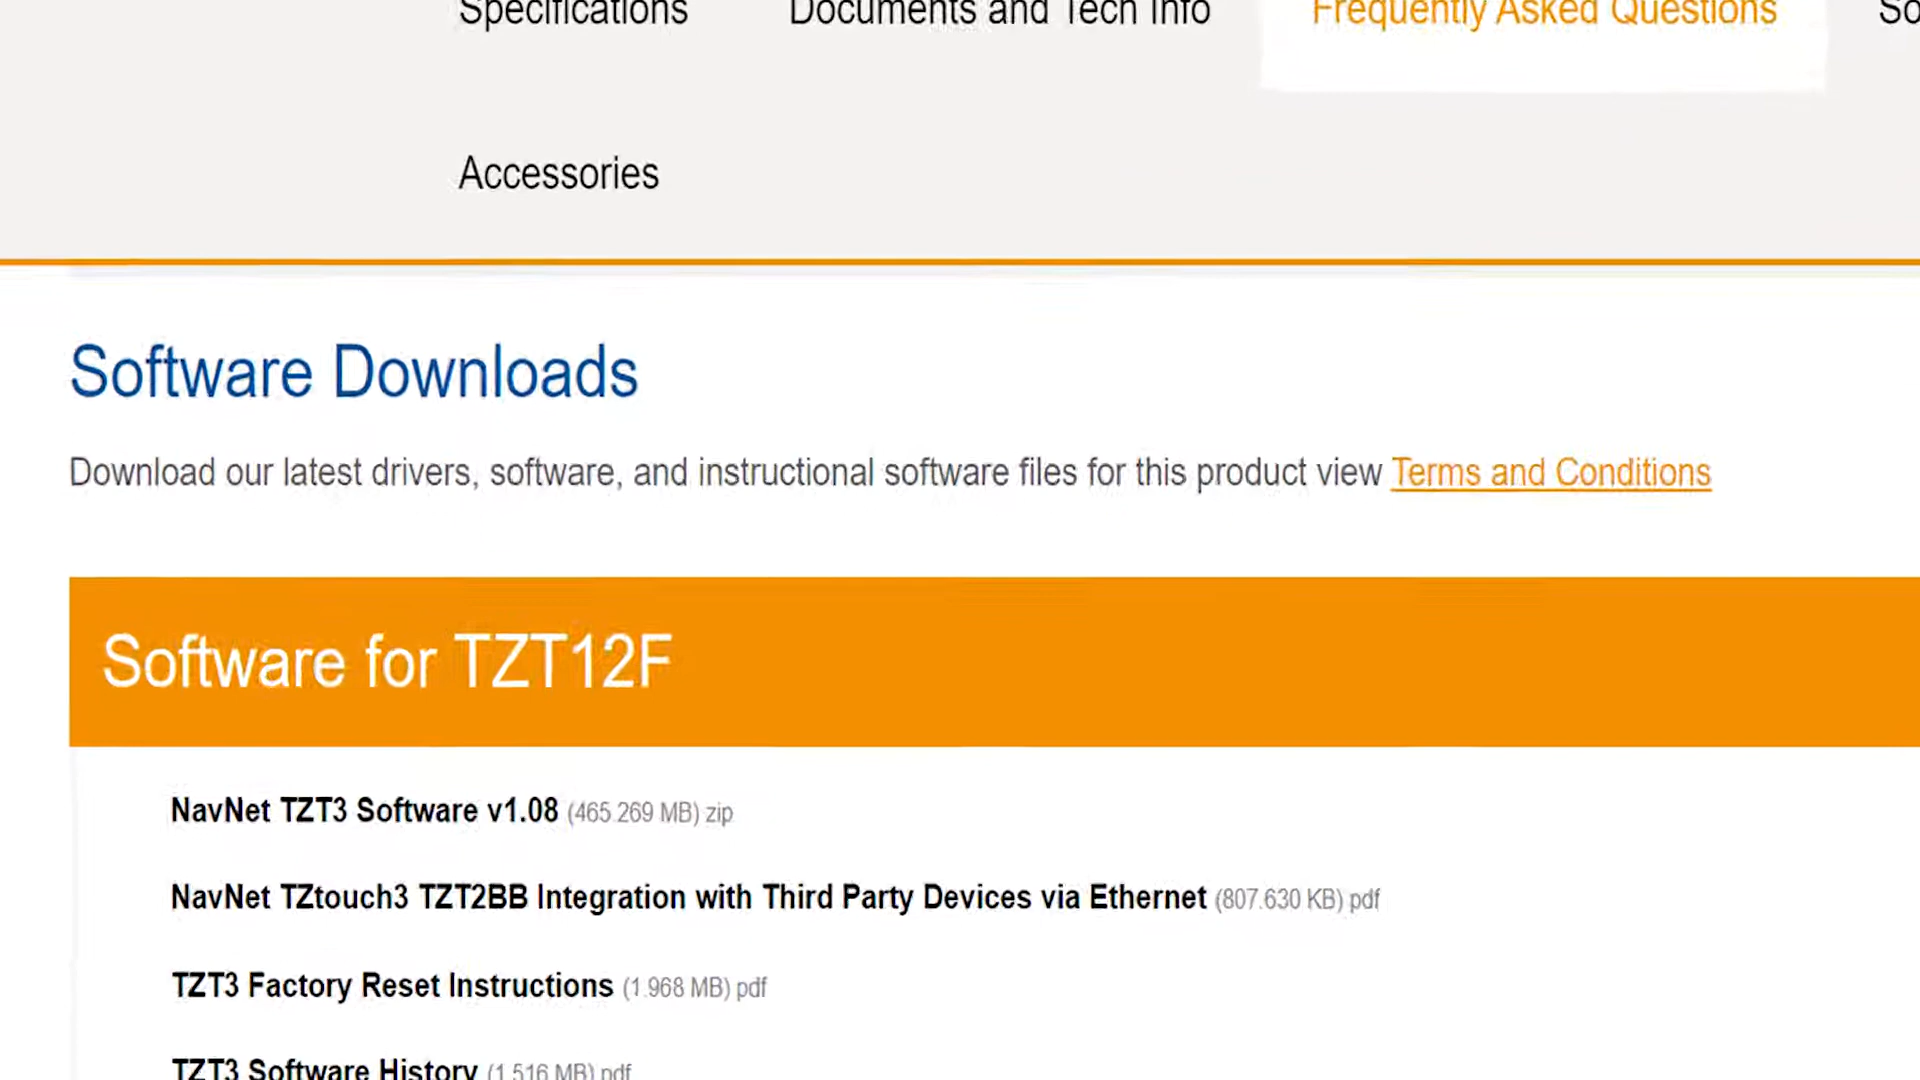 Specifications Documents and Tech Info Frequently Asked Questions So
Accessories
Software Downloads
Download our latest drivers, software, and instructional software files for this product view Terms and Conditions
Software for TZT12F
NavNet TZT3 Software v1.08 (465.269 MB) zip
NavNet TZtouch3 TZT2BB Integration with Third Party Devices via Ethernet (807.630 KB) pdf
TZT3 Factory Reset Instructions (1.968 MB) pdf
TZT3 Software History (1.516 MB) pdf